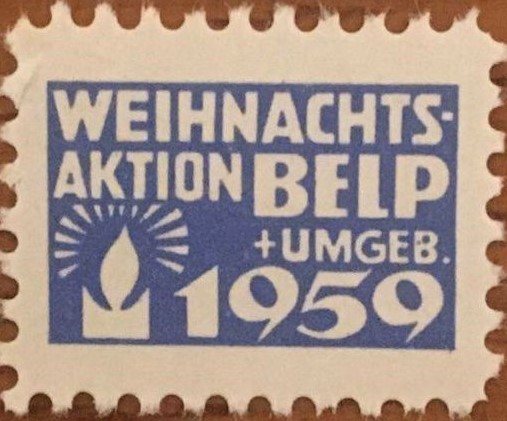 WEIHNACHTS-
AKTION BELP
+UMGEB.
1959